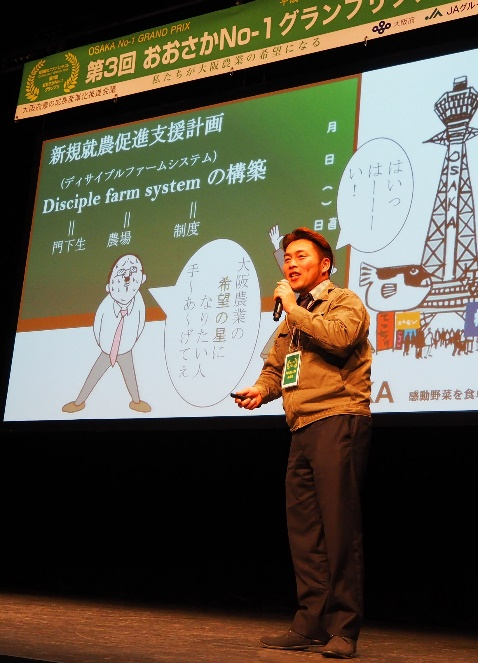 OSAKA No-1 GRAND PRIX
第3回 おおさかNo-1グランプリ
私たちが大阪農業の希望になる
大阪府
JAグルー
新規就農促進支援計画
(ディサイプルファームシステム)
Disciple farm system の構築
門下生
農場
制度
月
日
(
)
日直
はいっ
はーー
い!
大阪農業の
希望の星に
なりたい人
手〜あ〜げてぇ
OSAKA
KA
感動野菜を食